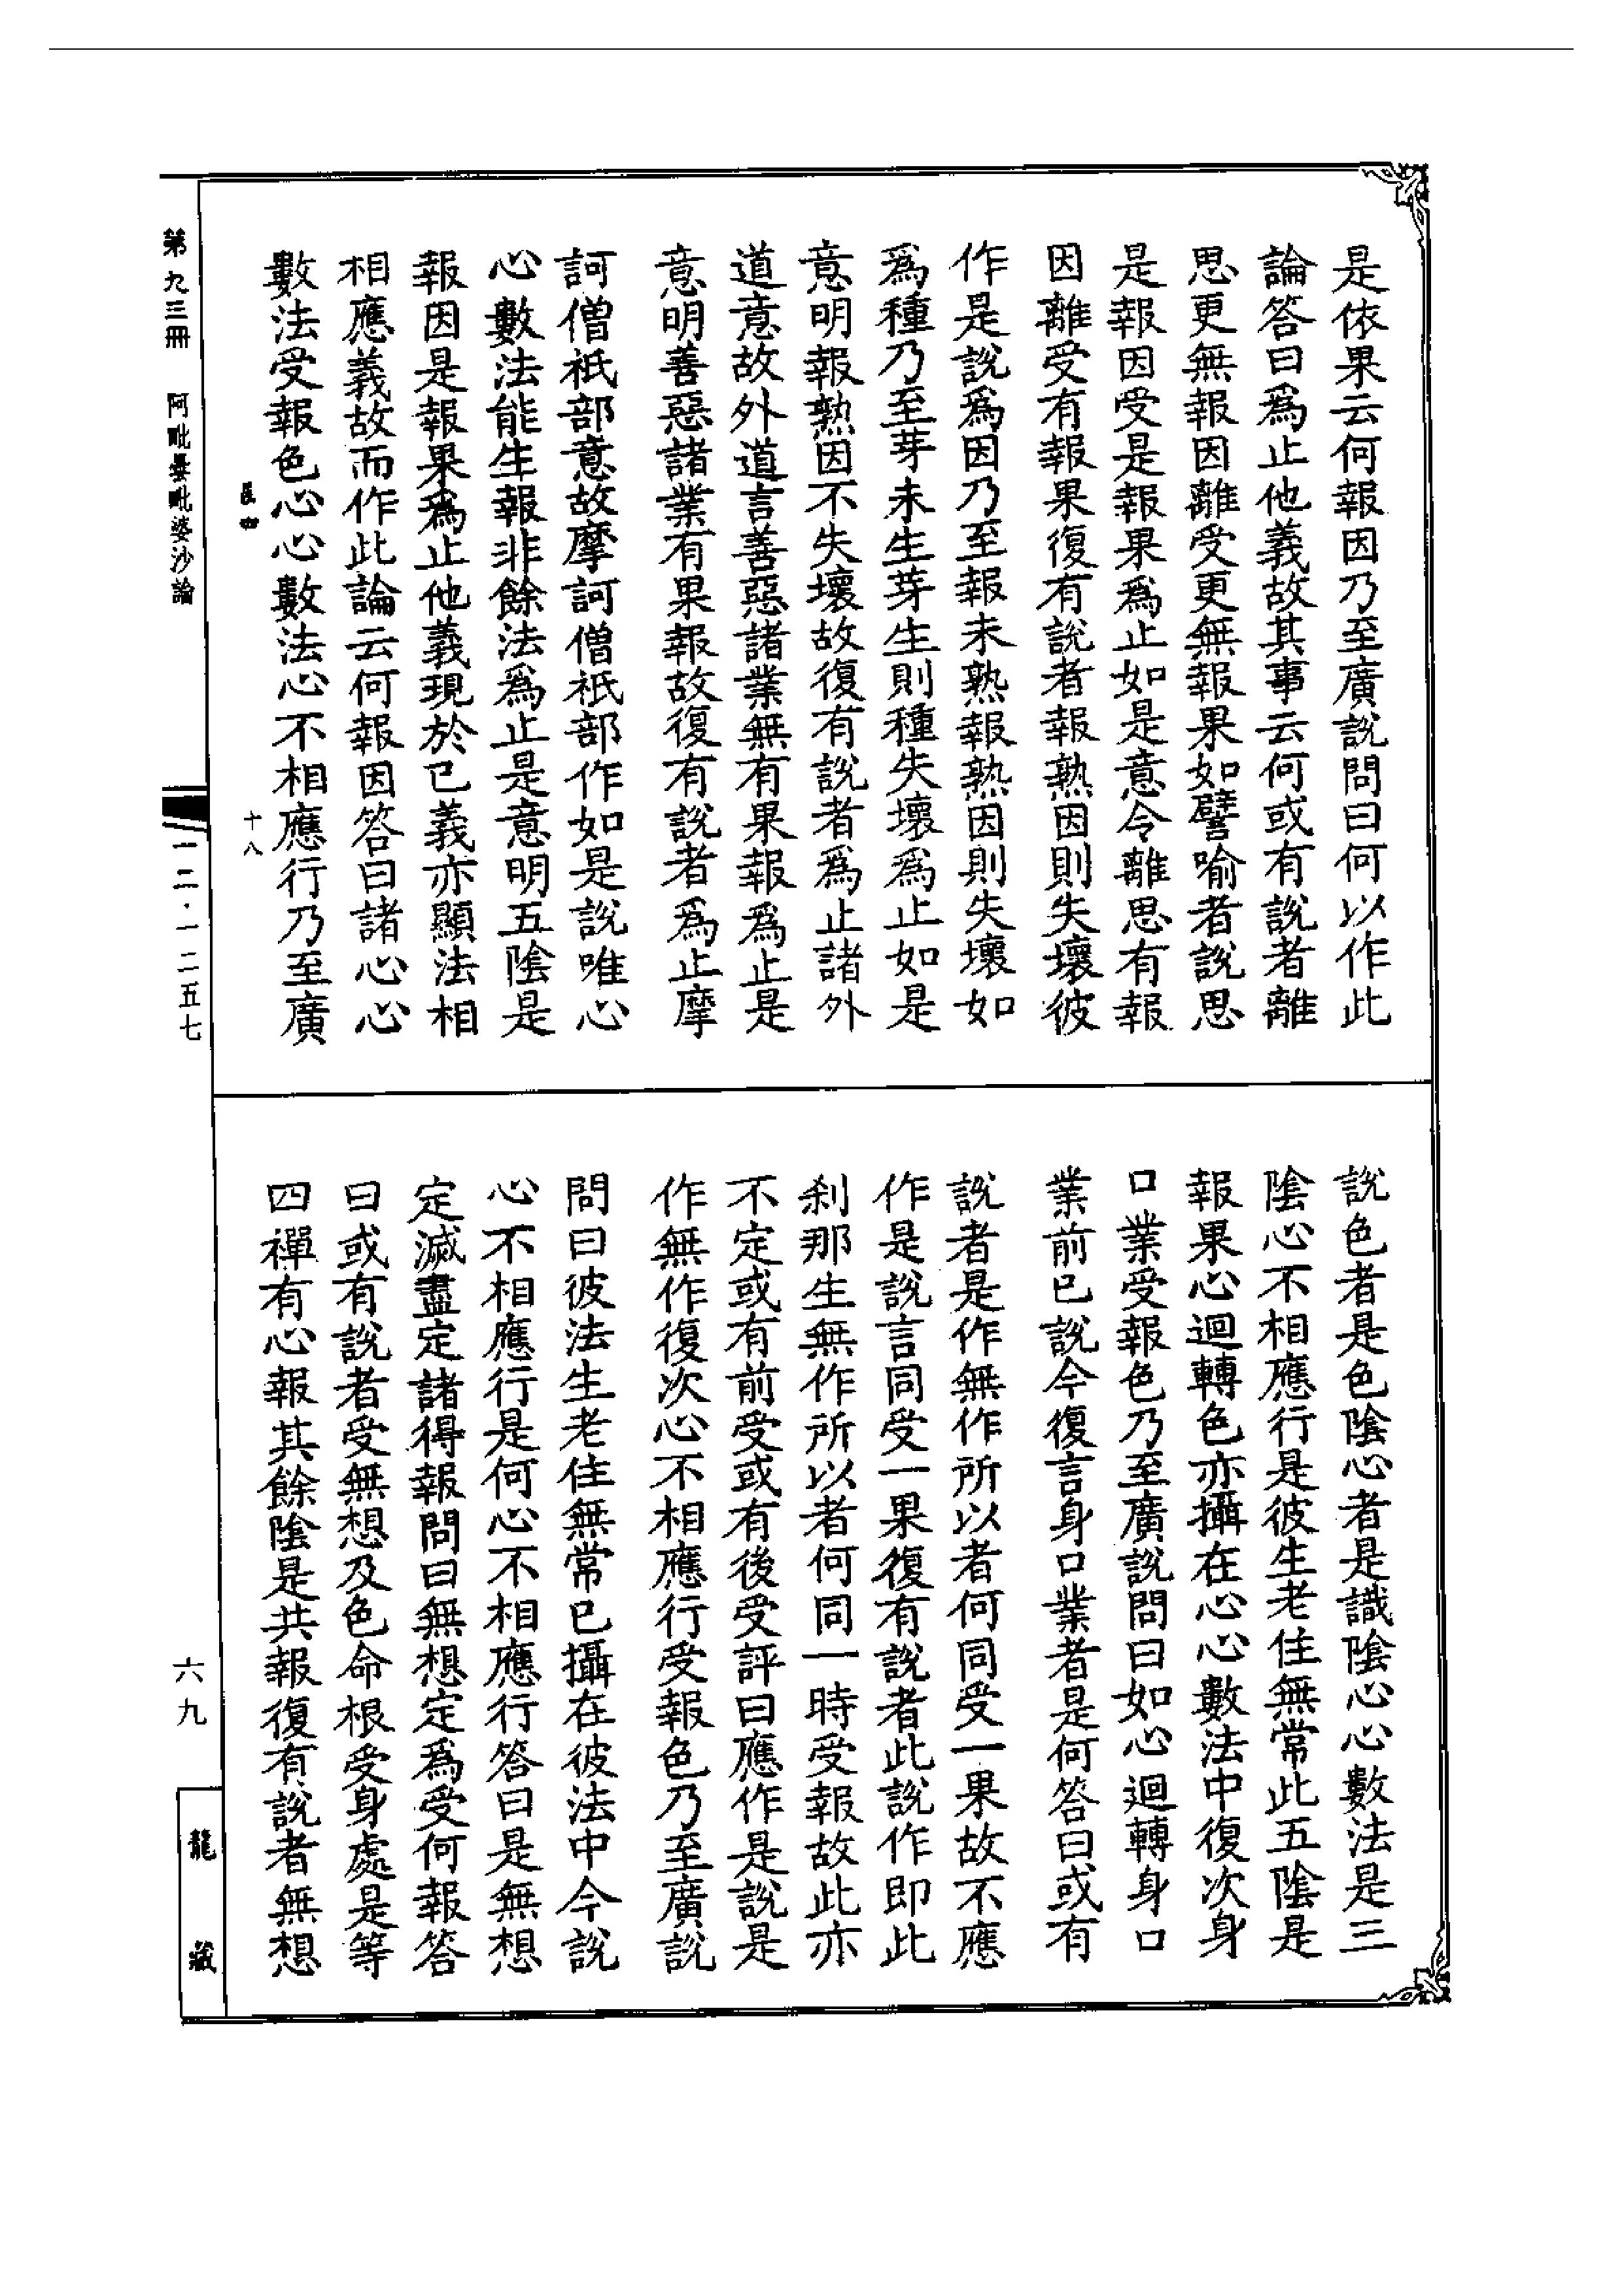 是依果云何報因乃至廣說問曰何以作此
論答曰爲止他義故其事云何或有說者離
思更無報因離受更無報果如譬喻者說思
是報因受是報果爲止如是意令離思有報
因離受有報果復有說者報熟因則失壞彼
作是說爲因乃至報未熟報熟因則失壞如
爲種乃至芽未生芽生則種失壞爲止如是
意明報熟因不失壞故復有說者爲止諸外
道意故外道言善惡諸業無有果報爲止是
意明善惡諸業有果報故復有說者爲止摩
訶僧祇部意故摩訶僧祇部作如是說唯心
心數法能生報非餘法爲止是意明五陰是
報因是報果爲止他義現於已義亦顯法相
相應義故而作此論云何報因答曰諸心心
數法受報色心心數法心不相應行乃至廣
十八
說色者是色陰心者是識陰心心數法是三
陰心不相應行是彼生老住無常此五陰是
報果心迴轉色亦攝在心心數法中復次身
口業受報色乃至廣說問曰如心迴轉身口
業前已說今復言身口業者是何答曰或有
說者是作無作所以者何同受一果故不應
作是說言同受一果復有說者此說作即此
剎那生無作所以者何同一時受報故此亦
不定或有前受或有後受評曰應作是說是
作無作復次心不相應行受報色乃至廣說
問曰彼法生老住無常已攝在彼法中今說
心不相應行是何心不相應行答曰是無想
定滅盡定諸得報問曰無想定爲受何報答
曰或有說者受無想及色命根受身處是等
四禪有心報其餘陰是共報復有說者無想
第九三冊 阿毗曇毗婆沙論
一二·一二五七
六九
龍藏